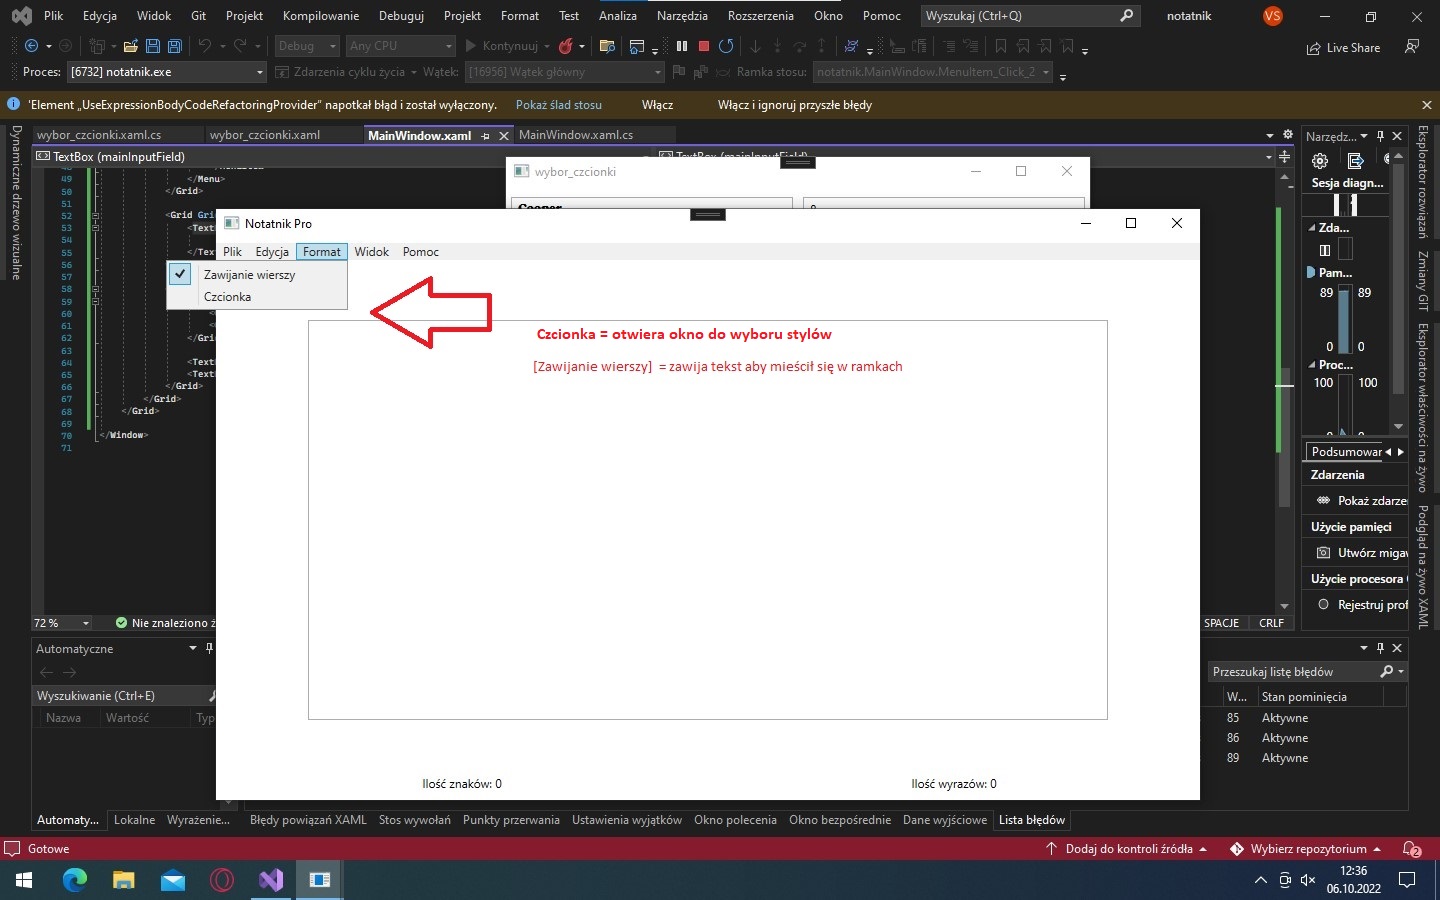 Plik Edycja Widok Git Projekt Kompilowanie Debuguj Projekt Format Test Analiza Narzędzia Rozszerzenia Okno Pomoc Wyszukaj (Ctrl+Q) notatnik VS
Debug Any CPU Kontynuuj Live Share
Proces: [6732] notatnik.exe Zdarzenia cyklu życia Wątek: [16956] Wątek główny Ramka stosu: notatnik.MainWindow.MenuItem_Click_2
'Element „UseExpressionBodyCodeRefactoringProvider” napotkał błąd i został wyłączony. Pokaż ślad stosu Włącz Włącz i ignoruj przyszłe błędy
Dynamiczne drzewo wizualne
wybor_czcionki.xaml.cs wybor_czcionki.xaml MainWindow.xaml MainWindow.xaml.cs
TextBox (mainInputField) TextBox (mainInputField)
49 </Menu>
50 </Grid>
51
52 <Grid Gri
53 <Text
54
55 </Text
56
57
58
59
60 <
61 <
62 </Gri
63
64 <Text
65 <Text
66 </Grid>
67 </Grid>
68 </Grid>
69
70 </Window>
71
wybor_czcionki
Cooper
Notatnik Pro
Plik Edycja Format Widok Pomoc
Zawijanie wierszy
Czcionka
Czcionka = otwiera okno do wyboru stylów
[Zawijanie wierszy] = zawija tekst aby mieścił się w ramkach
Ilość znaków: 0 Ilość wyrazów: 0
Narzędz...
Sesja diagn...
Zda...
Pam...
89 89
0 0
Proc...
100 100
Podsumowan
Zdarzenia
Pokaż zdarze
Użycie pamięci
Utwórz migaw
Użycie procesora
Rejestruj prof
Eksplorator rozwiązań
Zmiany GIT
Eksplorator właściwości na żywo
Podgląd na żywo XAML
72 % Nie znaleziono SPACJE CRLF
Automatyczne
Wyszukiwanie (Ctrl+E)
Nazwa Wartość Typ
Przeszukaj listę błędów
W... Stan pominięcia
85 Aktywne
86 Aktywne
89 Aktywne
Automaty... Lokalne Wyrażenie... Błędy powiązań XAML Stos wywołań Punkty przerwania Ustawienia wyjątków Okno polecenia Okno bezpośrednie Dane wyjściowe Lista błędów
Gotowe Dodaj do kontroli źródła Wybierz repozytorium 2
12:36
06.10.2022